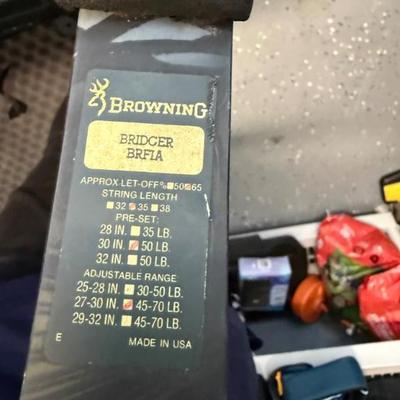 BROWNING
BRIDGER
BRFIA
APPROX LET-OFF % 50 65
STRING LENGTH
32 35 38
PRE-SET:
28 IN. 35 LB.
30 IN. 50 LB.
32 IN. 50 LB.
ADJUSTABLE RANGE
25-28 IN. 30-50 LB.
27-30 IN. 45-70 LB.
29-32 IN. 45-70 LB.
E MADE IN USA